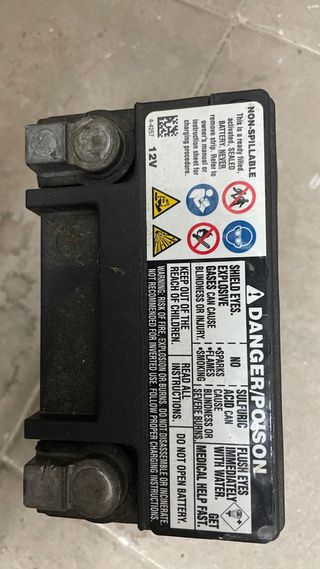 NON-SPILLABLE
This is a ready filled,
activated, SEALED
BATTERY. NEVER
remove strip. Refer to
owner's manual or
instruction sheet for
charging procedure.
4-4257
12V
⚠ DANGER/POISON
SHIELD EYES.
EXPLOSIVE
GASES CAN CAUSE
BLINDNESS OR INJURY.
NO
•SPARKS
•FLAMES
•SMOKING
SULFURIC
ACID CAN
CAUSE
BLINDNESS OR
SEVERE BURNS.
FLUSH EYES
IMMEDIATELY
WITH WATER.
GET
MEDICAL HELP FAST.
KEEP OUT OF THE
REACH OF CHILDREN.
READ ALL
INSTRUCTIONS.
DO NOT OPEN BATTERY.
WARNING: RISK OF FIRE, EXPLOSION OR BURNS. DO NOT DISASSEMBLE OR INCINERATE.
NOT RECOMMENDED FOR INVERTED USE. FOLLOW PROPER CHARGING INSTRUCTIONS.